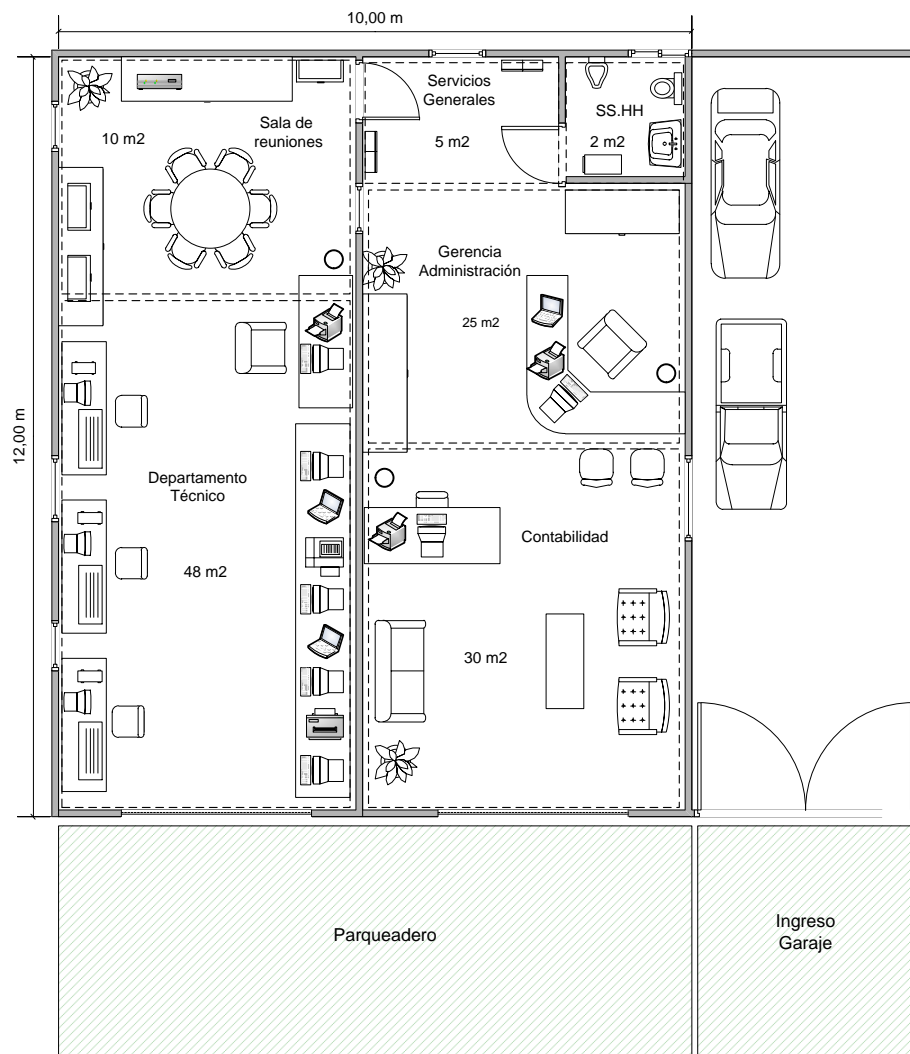 10,00 m
12,00 m
Servicios
Generales
5 m2
SS.HH
2 m2
10 m2
Sala de
reuniones
Gerencia
Administración
25 m2
Departamento
Técnico
48 m2
Contabilidad
30 m2
Parqueadero
Ingreso
Garaje